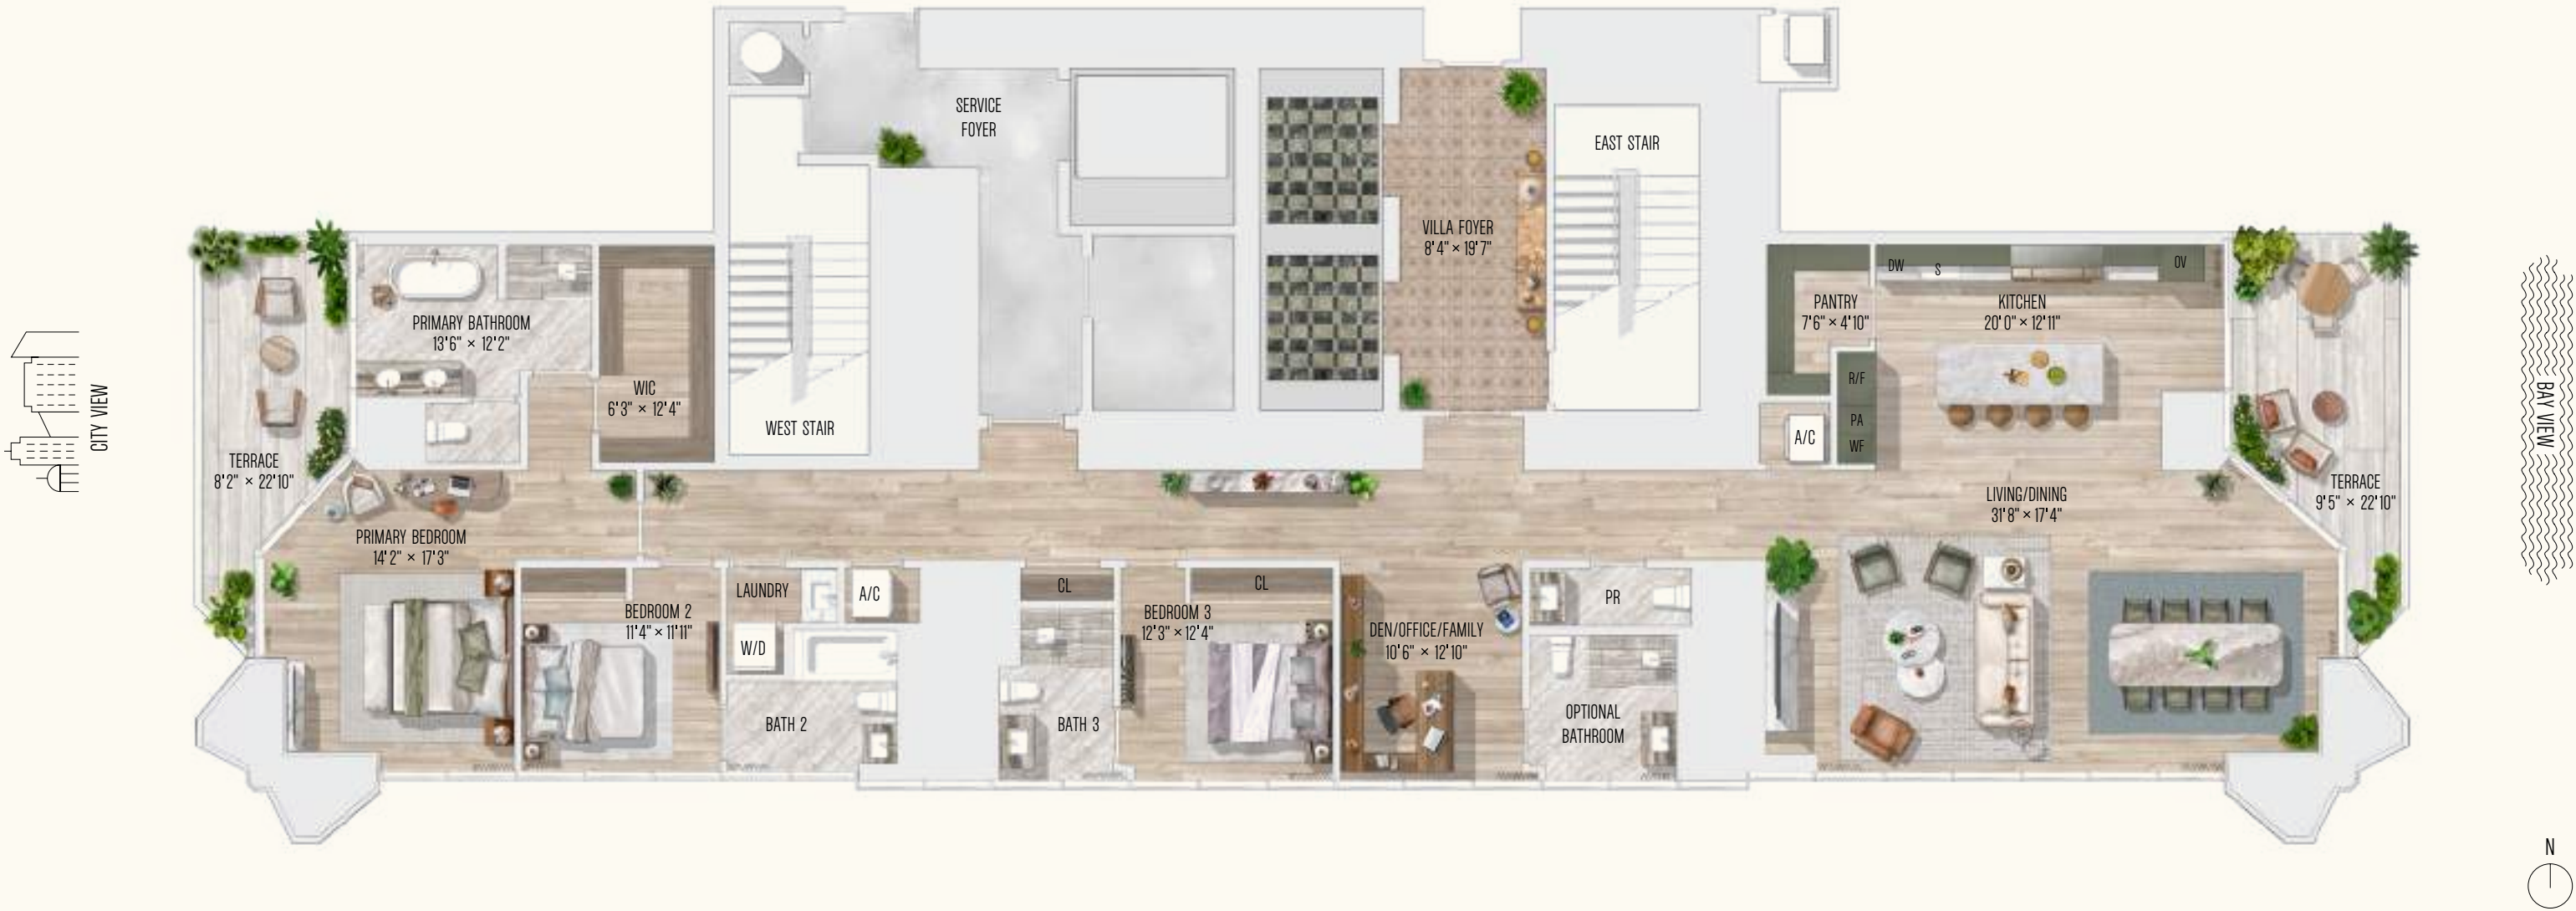 SERVICE
FOYER
EAST STAIR
VILLA FOYER
8'4" × 19'7"
DW
S
OV
PANTRY
7'6" × 4'10"
KITCHEN
20'0" × 12'11"
PRIMARY BATHROOM
13'6" × 12'2"
WIC
6'3" × 12'4"
WEST STAIR
R/F
PA
WF
A/C
CITY VIEW
BAY VIEW
TERRACE
8'2" × 22'10"
TERRACE
9'5" × 22'10"
LIVING/DINING
31'8" × 17'4"
PRIMARY BEDROOM
14'2" × 17'3"
BEDROOM 2
11'4" × 11'11"
LAUNDRY
A/C
W/D
BATH 2
CL
BATH 3
CL
BEDROOM 3
12'3" × 12'4"
DEN/OFFICE/FAMILY
10'6" × 12'10"
PR
OPTIONAL
BATHROOM
N